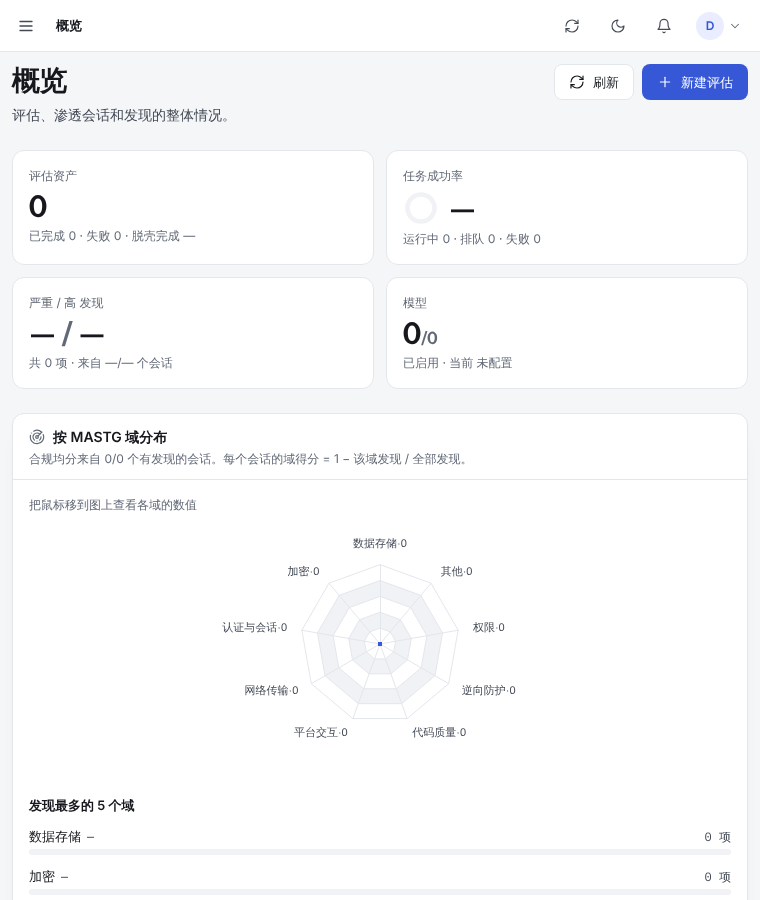 概览
D
概览
刷新
新建评估
评估、渗透会话和发现的整体情况。
评估资产
0
已完成 0 · 失败 0 · 脱壳完成 —
任务成功率
—
运行中 0 · 排队 0 · 失败 0
严重 / 高 发现
— / —
共 0 项 · 来自 —/— 个会话
模型
0/0
已启用 · 当前 未配置
按 MASTG 域分布
合规均分来自 0/0 个有发现的会话。每个会话的域得分 = 1 − 该域发现 / 全部发现。
把鼠标移到图上查看各域的数值
数据存储·0
加密·0
其他·0
认证与会话·0
权限·0
网络传输·0
逆向防护·0
平台交互·0
代码质量·0
发现最多的 5 个域
数据存储 —
0 项
加密 —
0 项